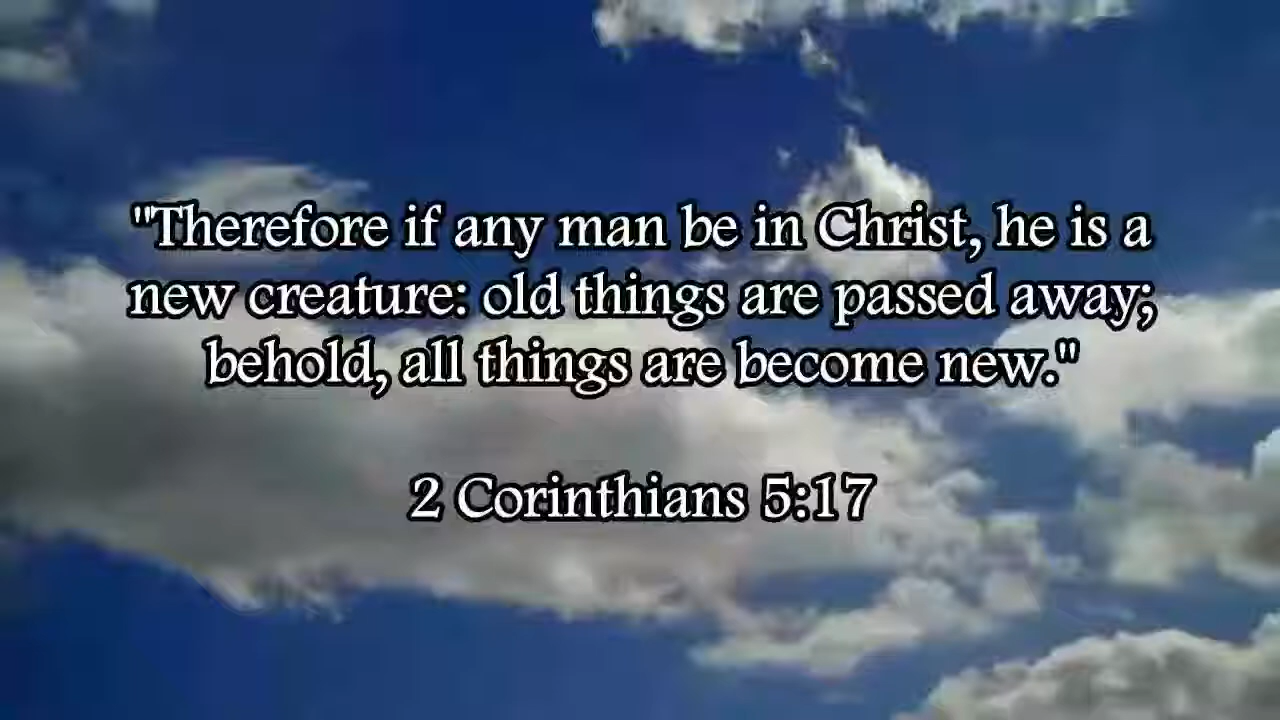 "Therefore if any man be in Christ, he is a
new creature: old things are passed away;
behold, all things are become new."
2 Corinthians 5:17